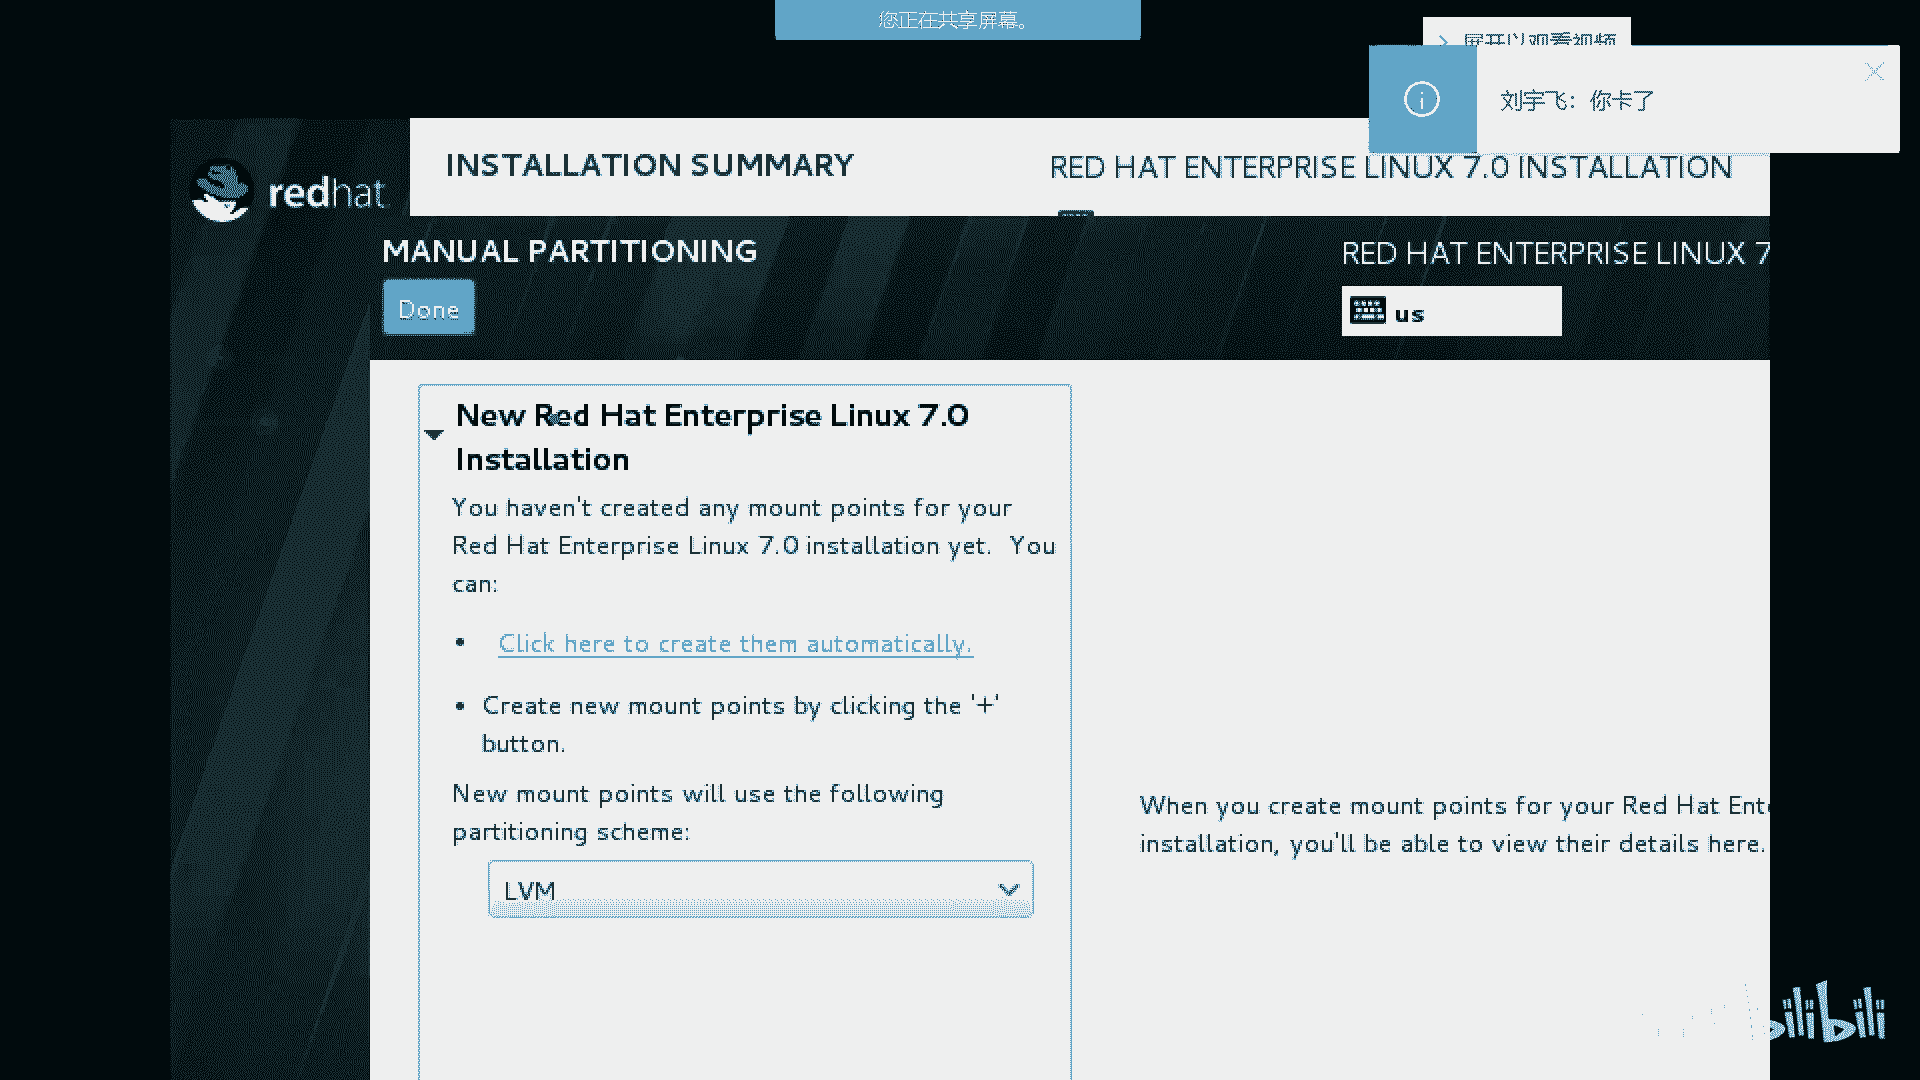 您正在共享屏幕。
展开以观看视频
刘宇飞：你卡了
redhat
INSTALLATION SUMMARY
RED HAT ENTERPRISE LINUX 7.0 INSTALLATION
MANUAL PARTITIONING
RED HAT ENTERPRISE LINUX 7
Done
us
New Red Hat Enterprise Linux 7.0
Installation
You haven't created any mount points for your
Red Hat Enterprise Linux 7.0 installation yet.  You
can:
• Click here to create them automatically.
• Create new mount points by clicking the '+'
button.
New mount points will use the following
partitioning scheme:
LVM
When you create mount points for your Red Hat Ente
installation, you'll be able to view their details here.
bilibili